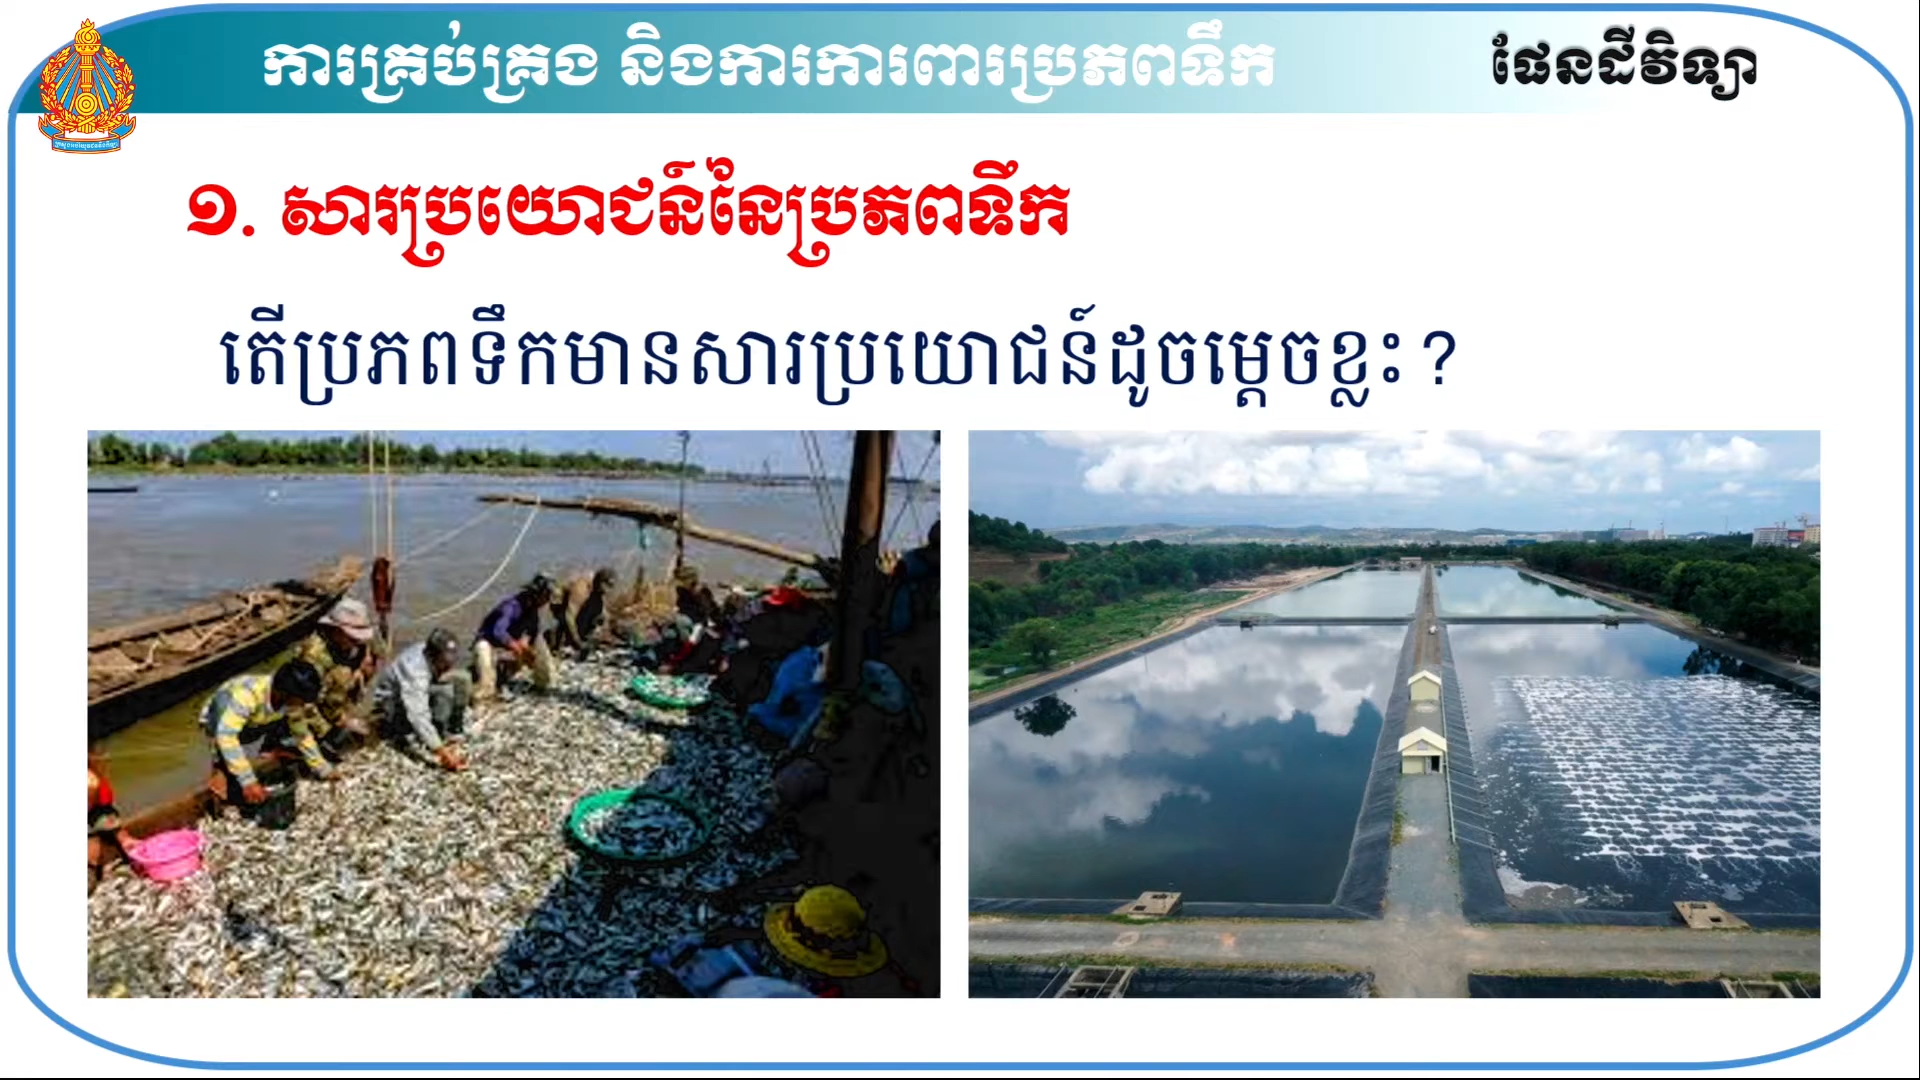 ការគ្រប់គ្រង និងការការពារប្រភពទឹក
ផែនដីវិទ្យា
១. សារប្រយោជន៍នៃប្រភពទឹក
តើប្រភពទឹកមានសារប្រយោជន៍ដូចម្ដេចខ្លះ ?